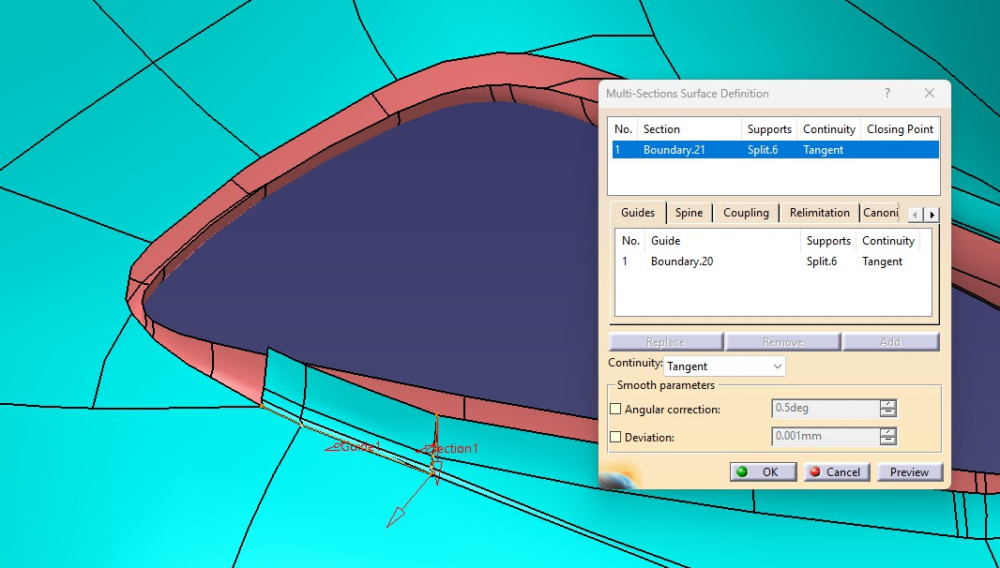 Multi-Sections Surface Definition
No. Section Supports Continuity Closing Point
1 Boundary.21 Split.6 Tangent
Guides Spine Coupling Relimitation Canoni
No. Guide Supports Continuity
1 Boundary.20 Split.6 Tangent
Replace Remove Add
Continuity: Tangent
Smooth parameters
Angular correction: 0.5deg
Deviation: 0.001mm
OK Cancel Preview
Guide1
Section1